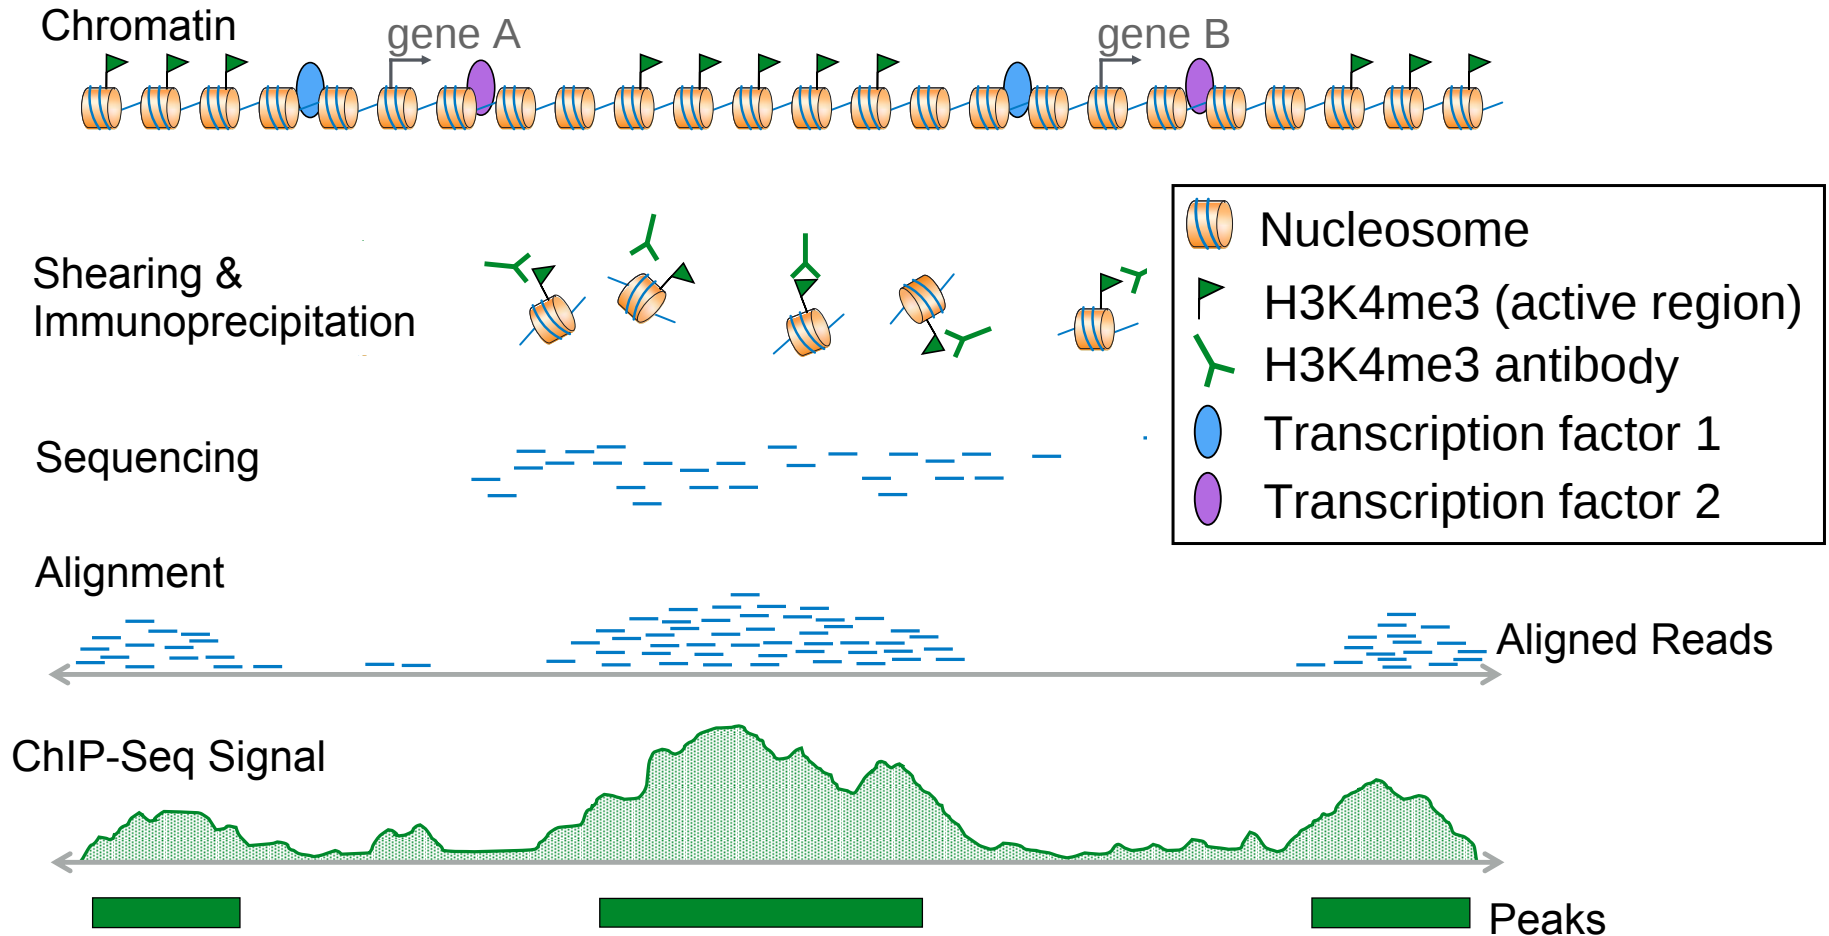 Chromatin
gene A
gene B
Shearing &
Immunoprecipitation
Nucleosome
H3K4me3 (active region)
H3K4me3 antibody
Transcription factor 1
Transcription factor 2
Sequencing
Alignment
Aligned Reads
ChIP-Seq Signal
Peaks